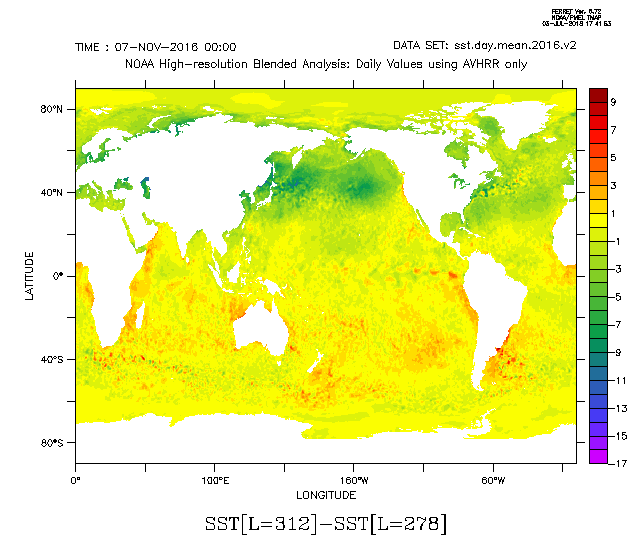 FERRET Ver. 6.72
NOAA/PMEL TMAP
TIME : 07-NOV-2016 00:00
DATA SET: sst.day.mean.2016.v2
NOAA High-resolution Blended Analysis: Daily Values using AVHRR only
80°N
40°N
0°
40°S
80°S
LATITUDE
0°
100°E
160°W
60°W
LONGITUDE
9
7
5
3
1
-1
-3
-5
-7
-9
-11
-13
-15
-17
SST[L=312]-SST[L=278]